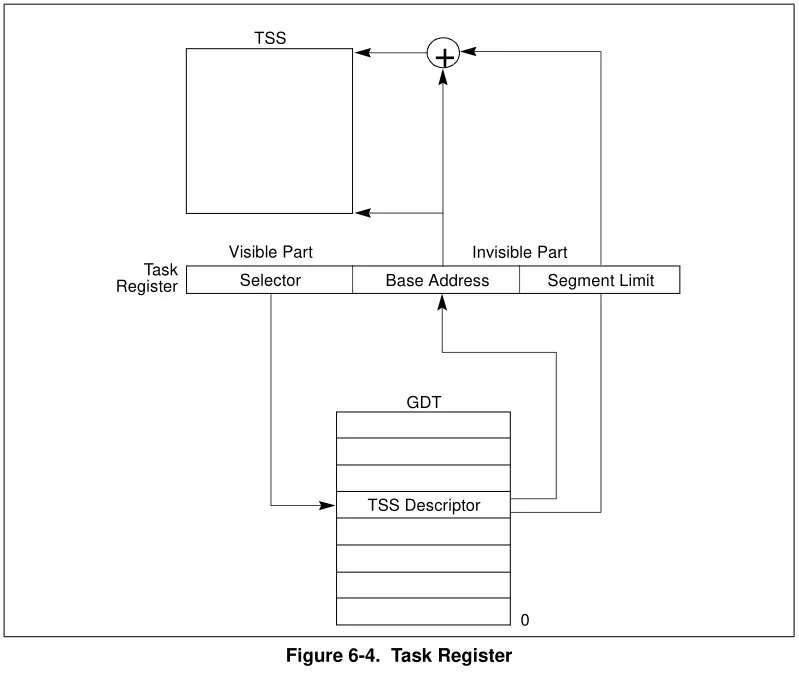 TSS
+
Visible Part
Invisible Part
Task
Register
Selector
Base Address
Segment Limit
GDT
TSS Descriptor
0
Figure 6-4. Task Register